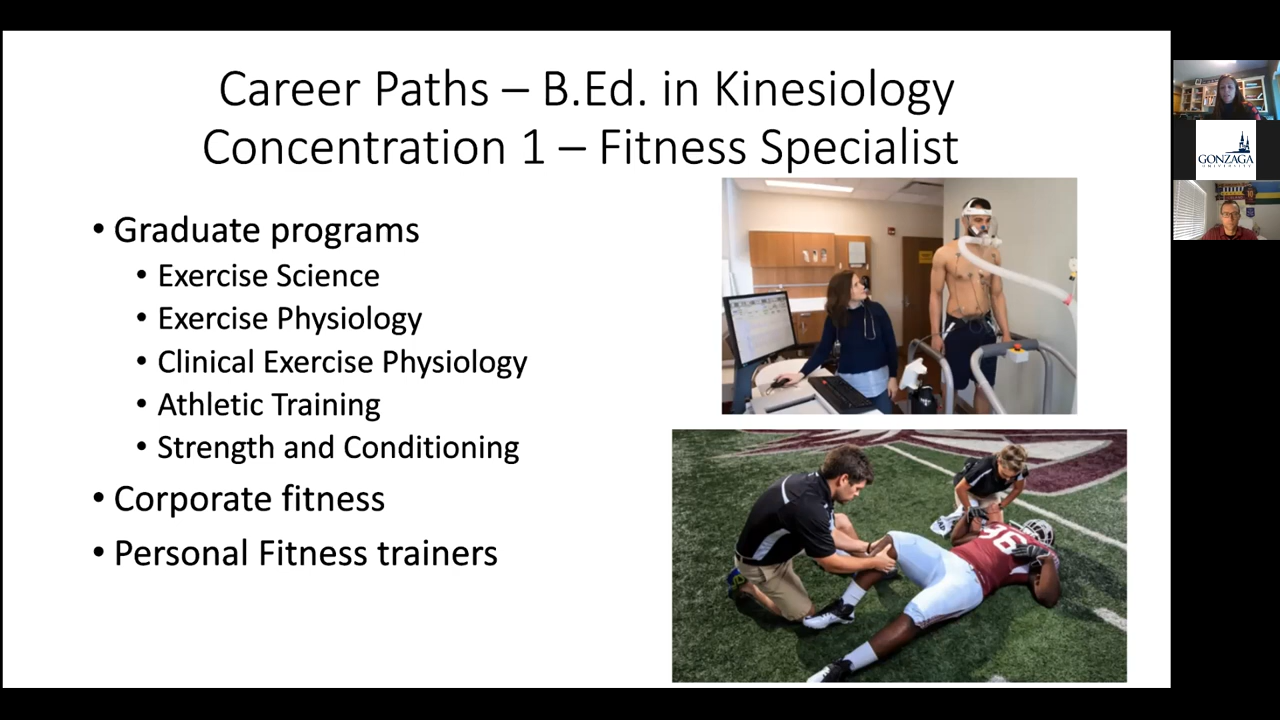 Career Paths – B.Ed. in Kinesiology
Concentration 1 – Fitness Specialist
• Graduate programs
• Exercise Science
• Exercise Physiology
• Clinical Exercise Physiology
• Athletic Training
• Strength and Conditioning
• Corporate fitness
• Personal Fitness trainers
96
GONZAGA
UNIVERSITY